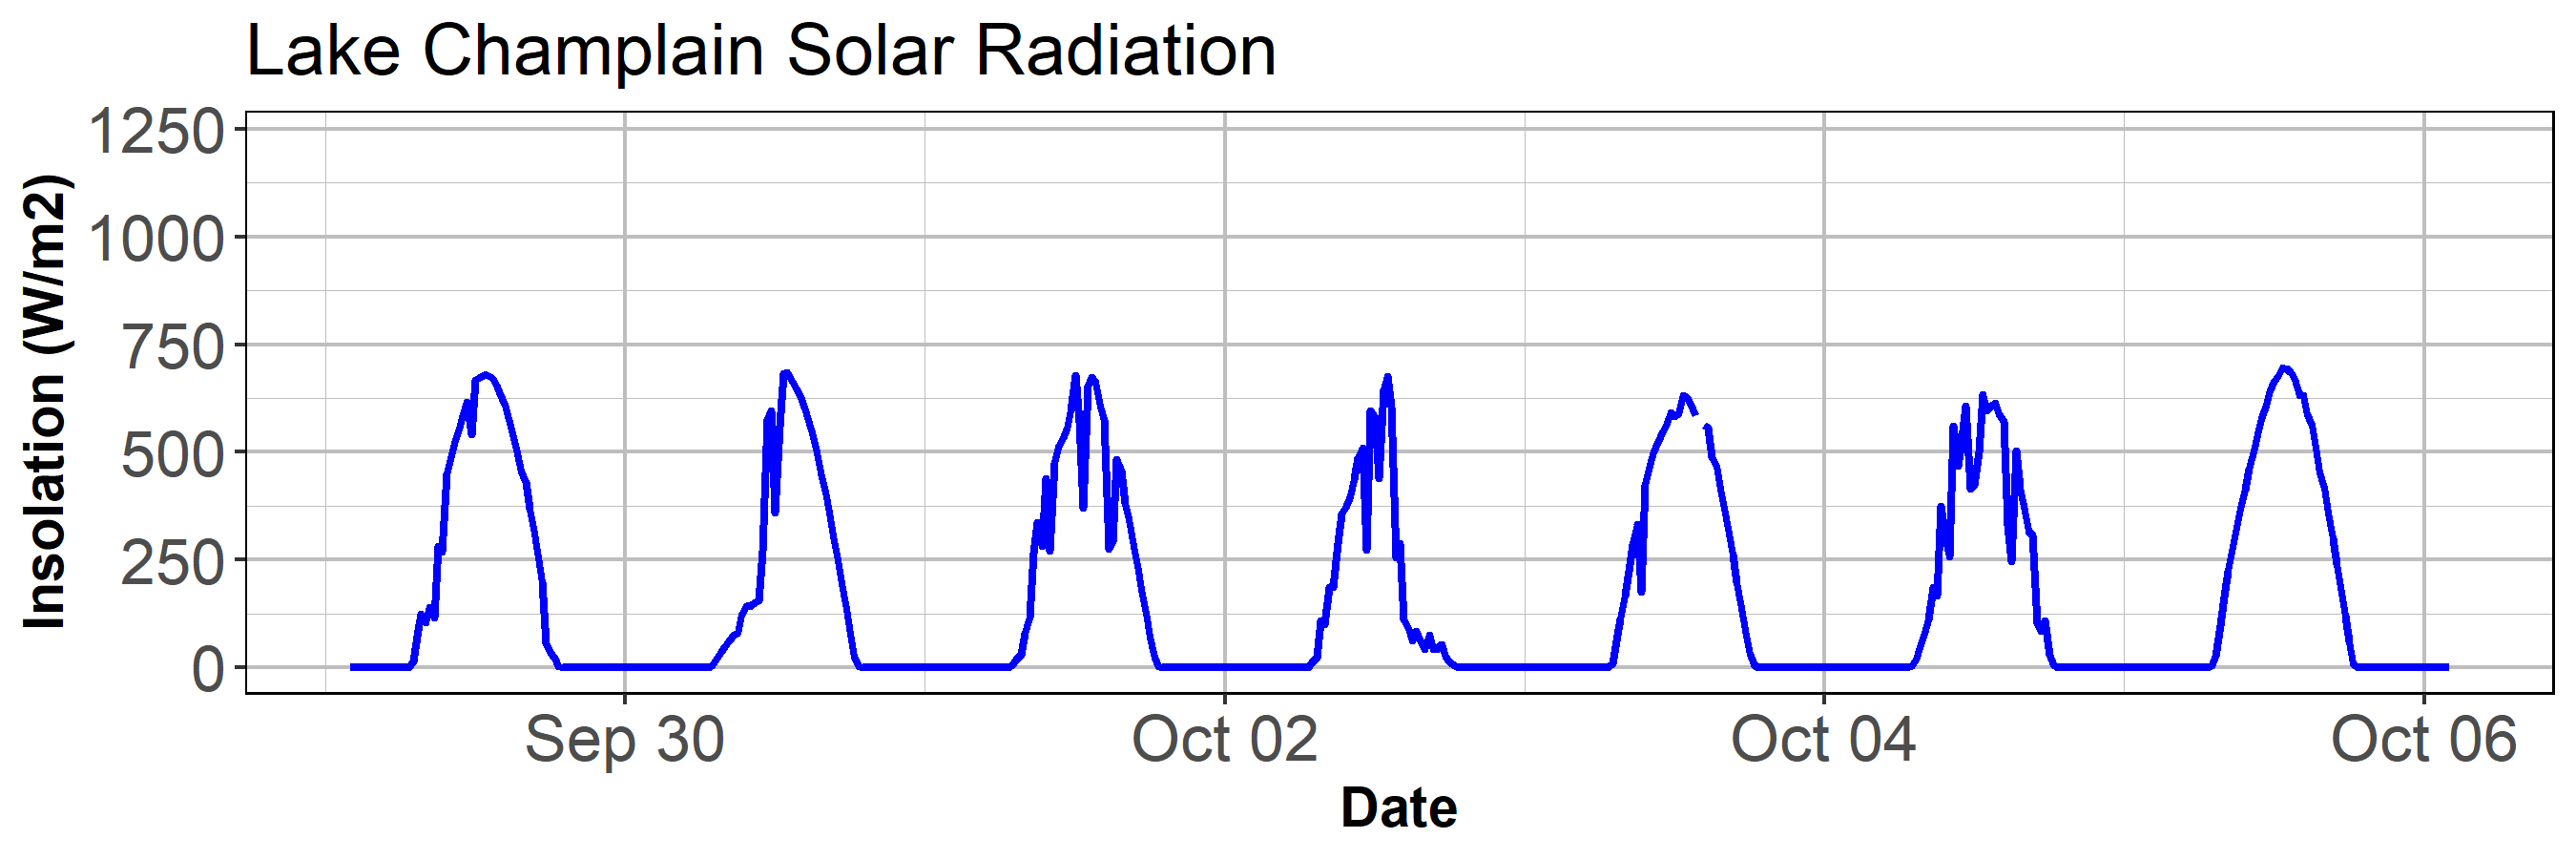 Lake Champlain Solar Radiation
Insolation (W/m2)
1250
1000
750
500
250
0
Sep 30 Oct 02 Oct 04 Oct 06
Date